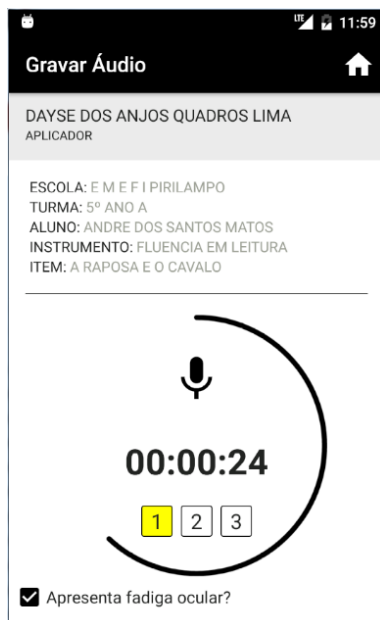 LTE 11:59
Gravar Áudio
DAYSE DOS ANJOS QUADROS LIMA
APLICADOR
ESCOLA: E M E F I PIRILAMPO
TURMA: 5º ANO A
ALUNO: ANDRE DOS SANTOS MATOS
INSTRUMENTO: FLUENCIA EM LEITURA
ITEM: A RAPOSA E O CAVALO
00:00:24
1 2 3
Apresenta fadiga ocular?